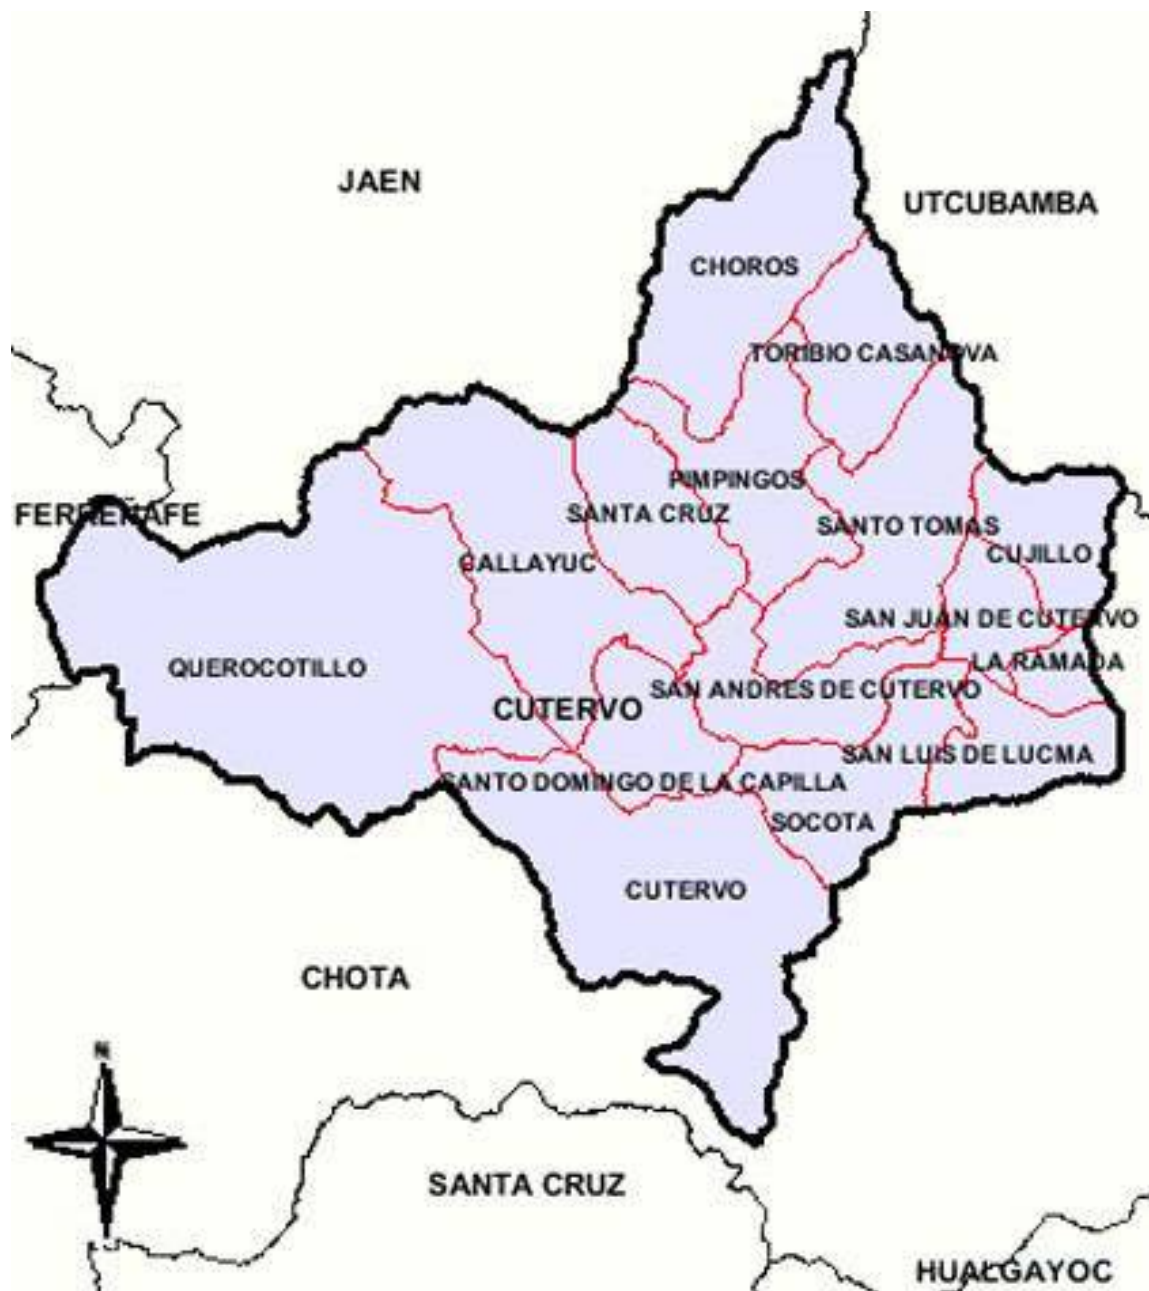 JAEN
UTCUBAMBA
CHOROS
TORIBIO CASANOVA
PIMPINGOS
SANTA CRUZ
FERREÑAFE
SANTO TOMAS
CALLAYUC
CUJILLO
SAN JUAN DE CUTERVO
QUEROCOTILLO
LA RAMADA
SAN ANDRES DE CUTERVO
CUTERVO
SAN LUIS DE LUCMA
SANTO DOMINGO DE LA CAPILLA
SOCOTA
CUTERVO
CHOTA
N
SANTA CRUZ
HUALGAYOC